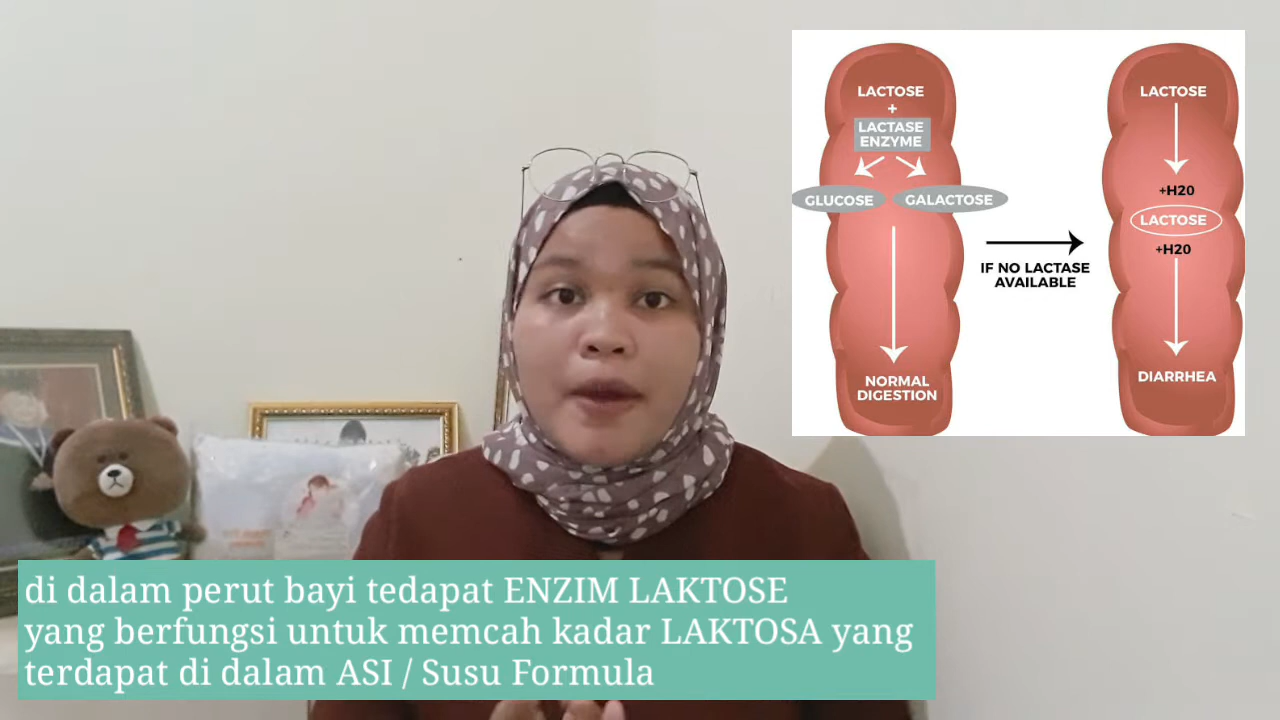 LACTOSE
+
LACTASE
ENZYME
GLUCOSE
GALACTOSE
NORMAL
DIGESTION
IF NO LACTASE
AVAILABLE
LACTOSE
+H20
LACTOSE
+H20
DIARRHEA
di dalam perut bayi tedapat ENZIM LAKTOSE
yang berfungsi untuk memcah kadar LAKTOSA yang
terdapat di dalam ASI / Susu Formula